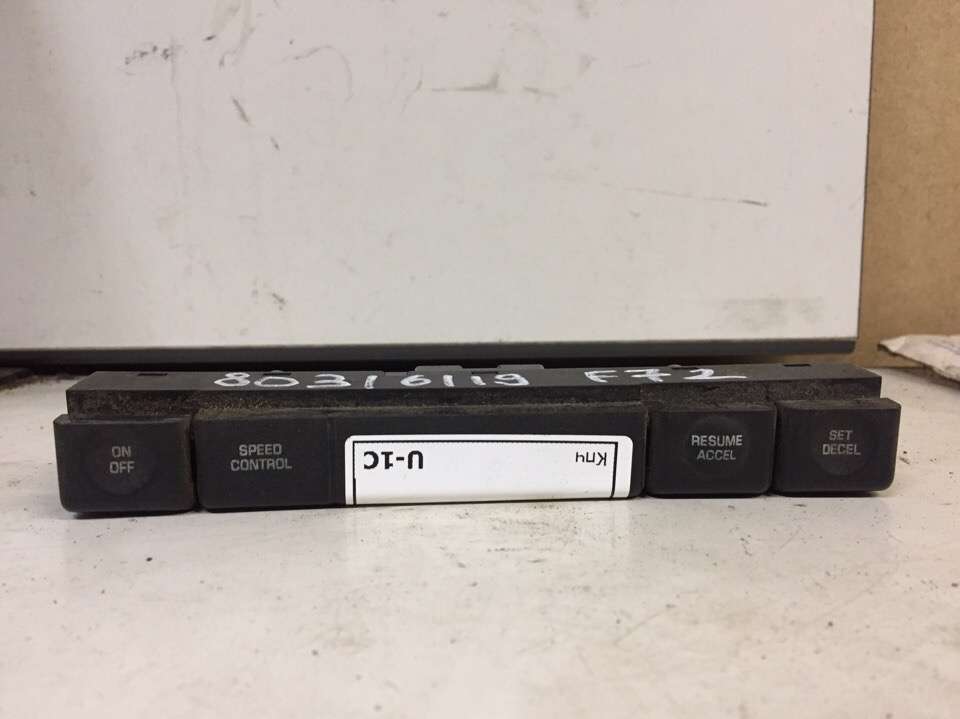 80316119 F72
ON
OFF
SPEED
CONTROL
U-1C
Кпч
RESUME
ACCEL
SET
DECEL